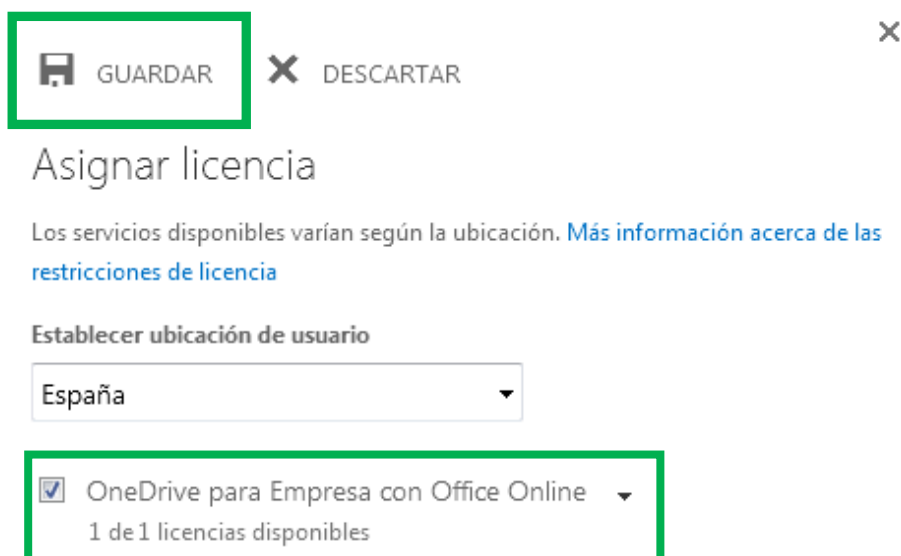 GUARDAR DESCARTAR
Asignar licencia
Los servicios disponibles varían según la ubicación. Más información acerca de las
restricciones de licencia
Establecer ubicación de usuario
España
OneDrive para Empresa con Office Online
1 de 1 licencias disponibles